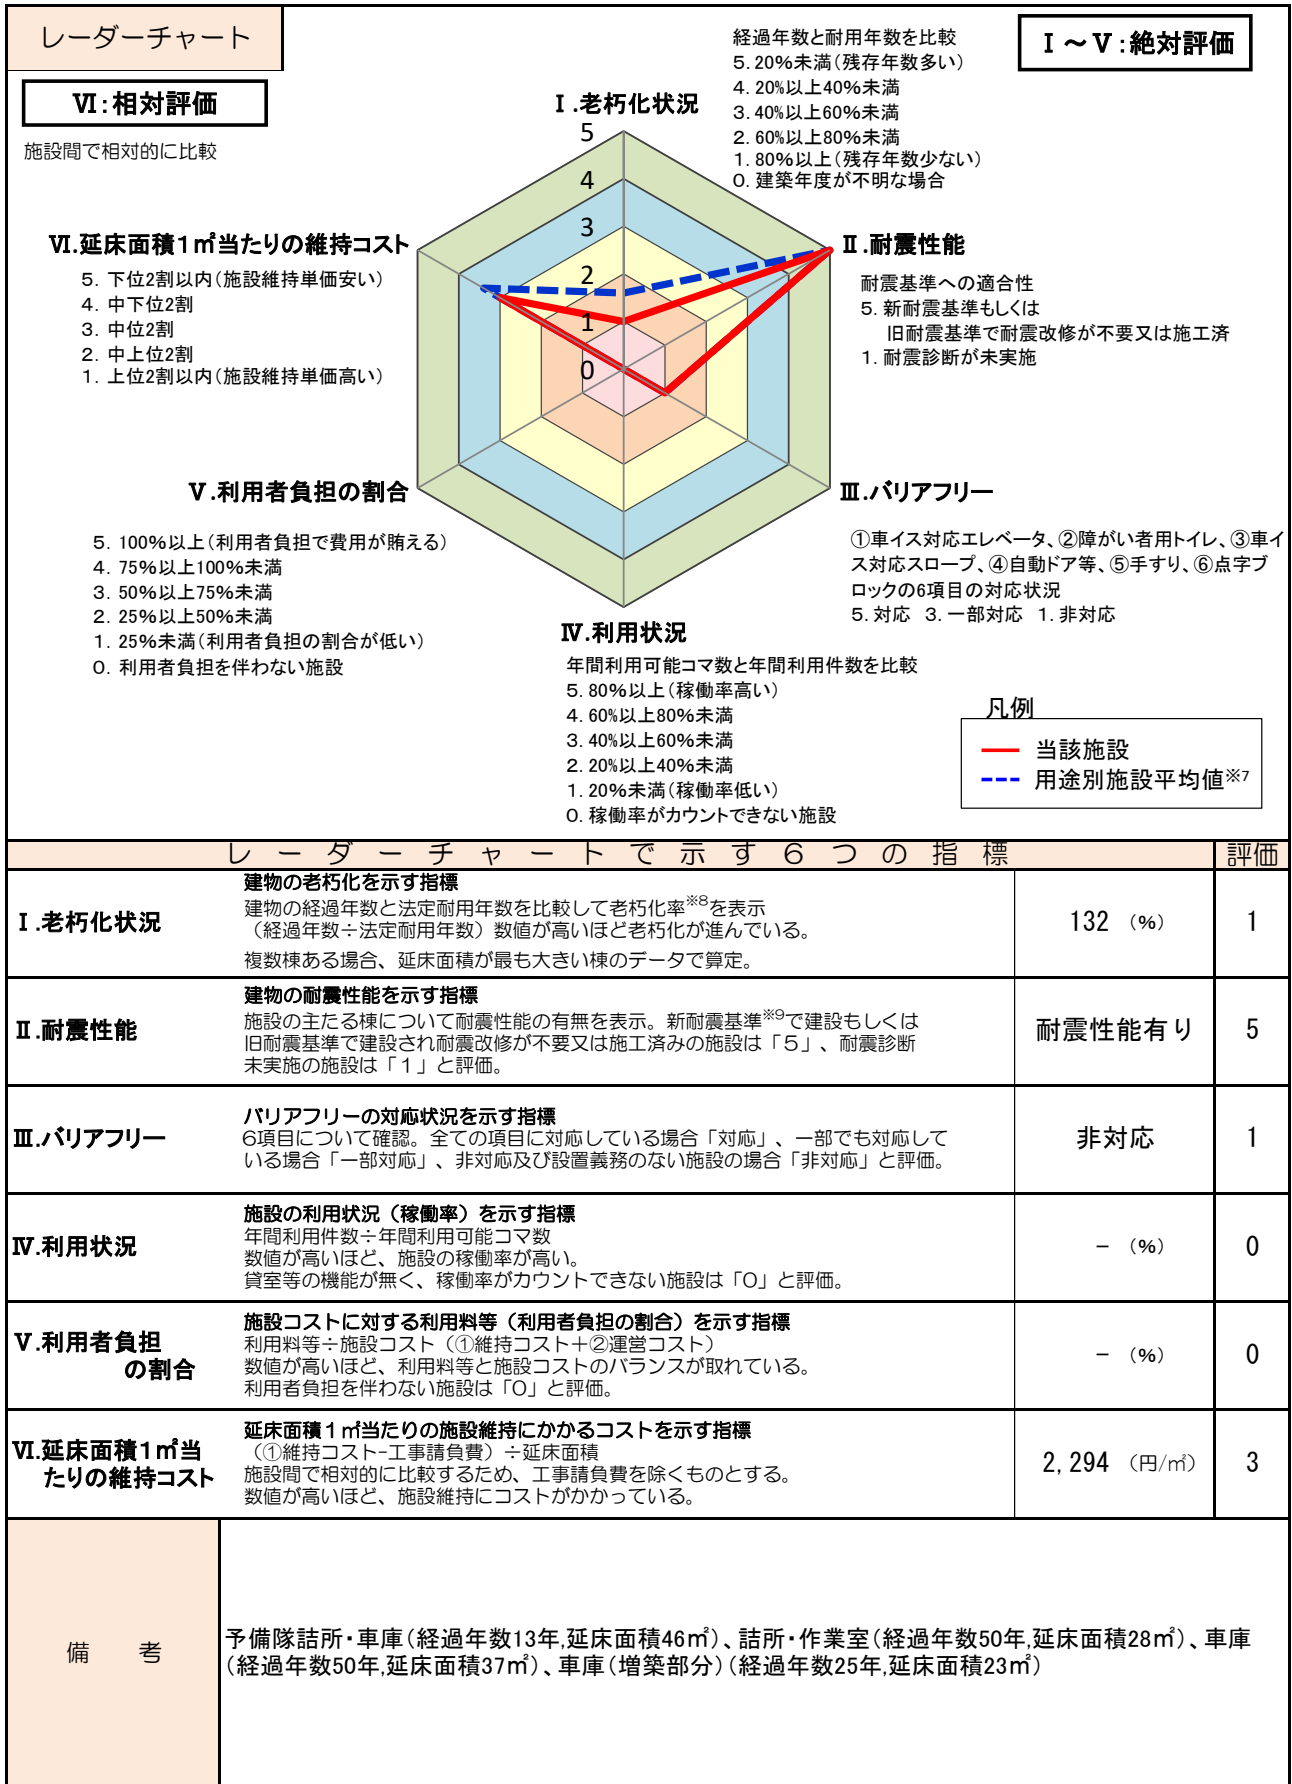 レーダーチャート
Ⅰ～Ⅴ:絶対評価
Ⅵ:相対評価
施設間で相対的に比較
Ⅰ.老朽化状況
経過年数と耐用年数を比較
5.20%未満(残存年数多い)
4.20%以上40%未満
3.40%以上60%未満
2.60%以上80%未満
1.80%以上(残存年数少ない)
0.建築年度が不明な場合
5
4
3
2
1
0
Ⅱ.耐震性能
耐震基準への適合性
5.新耐震基準もしくは
旧耐震基準で耐震改修が不要又は施工済
1.耐震診断が未実施
Ⅵ.延床面積1㎡当たりの維持コスト
5.下位2割以内(施設維持単価安い)
4.中下位2割
3.中位2割
2.中上位2割
1.上位2割以内(施設維持単価高い)
Ⅴ.利用者負担の割合
5.100%以上(利用者負担で費用が賄える)
4.75%以上100%未満
3.50%以上75%未満
2.25%以上50%未満
1.25%未満(利用者負担の割合が低い)
0.利用者負担を伴わない施設
Ⅲ.バリアフリー
①車イス対応エレベータ、②障がい者用トイレ、③車イ
ス対応スロープ、④自動ドア等、⑤手すり、⑥点字ブ
ロックの6項目の対応状況
5.対応 3.一部対応 1.非対応
Ⅳ.利用状況
年間利用可能コマ数と年間利用件数を比較
5.80%以上(稼働率高い)
4.60%以上80%未満
3.40%以上60%未満
2.20%以上40%未満
1.20%未満(稼働率低い)
0.稼働率がカウントできない施設
凡例
当該施設
用途別施設平均値※7
レーダーチャートで示す6つの指標 評価
Ⅰ.老朽化状況
建物の老朽化を示す指標
建物の経過年数と法定耐用年数を比較して老朽化率※8を表示
(経過年数÷法定耐用年数)数値が高いほど老朽化が進んでいる。
複数棟ある場合、延床面積が最も大きい棟のデータで算定。
132 (%) 1
Ⅱ.耐震性能
建物の耐震性能を示す指標
施設の主たる棟について耐震性能の有無を表示。新耐震基準※9で建設もしくは
旧耐震基準で建設され耐震改修が不要又は施工済みの施設は「5」、耐震診断
未実施の施設は「1」と評価。
耐震性能有り 5
Ⅲ.バリアフリー
バリアフリーの対応状況を示す指標
6項目について確認。全ての項目に対応している場合「対応」、一部でも対応して
いる場合「一部対応」、非対応及び設置義務のない施設の場合「非対応」と評価。
非対応 1
Ⅳ.利用状況
施設の利用状況(稼働率)を示す指標
年間利用件数÷年間利用可能コマ数
数値が高いほど、施設の稼働率が高い。
貸室等の機能が無く、稼働率がカウントできない施設は「0」と評価。
- (%) 0
Ⅴ.利用者負担
の割合
施設コストに対する利用料等(利用者負担の割合)を示す指標
利用料等÷施設コスト(①維持コスト+②運営コスト)
数値が高いほど、利用料等と施設コストのバランスが取れている。
利用者負担を伴わない施設は「0」と評価。
- (%) 0
Ⅵ.延床面積1㎡当
たりの維持コスト
延床面積1㎡当たりの施設維持にかかるコストを示す指標
(①維持コスト-工事請負費)÷延床面積
施設間で相対的に比較するため、工事請負費を除くものとする。
数値が高いほど、施設維持にコストがかかっている。
2,294 (円/㎡) 3
備 考
予備隊詰所・車庫(経過年数13年,延床面積46㎡)、詰所・作業室(経過年数50年,延床面積28㎡)、車庫
(経過年数50年,延床面積37㎡)、車庫(増築部分)(経過年数25年,延床面積23㎡)